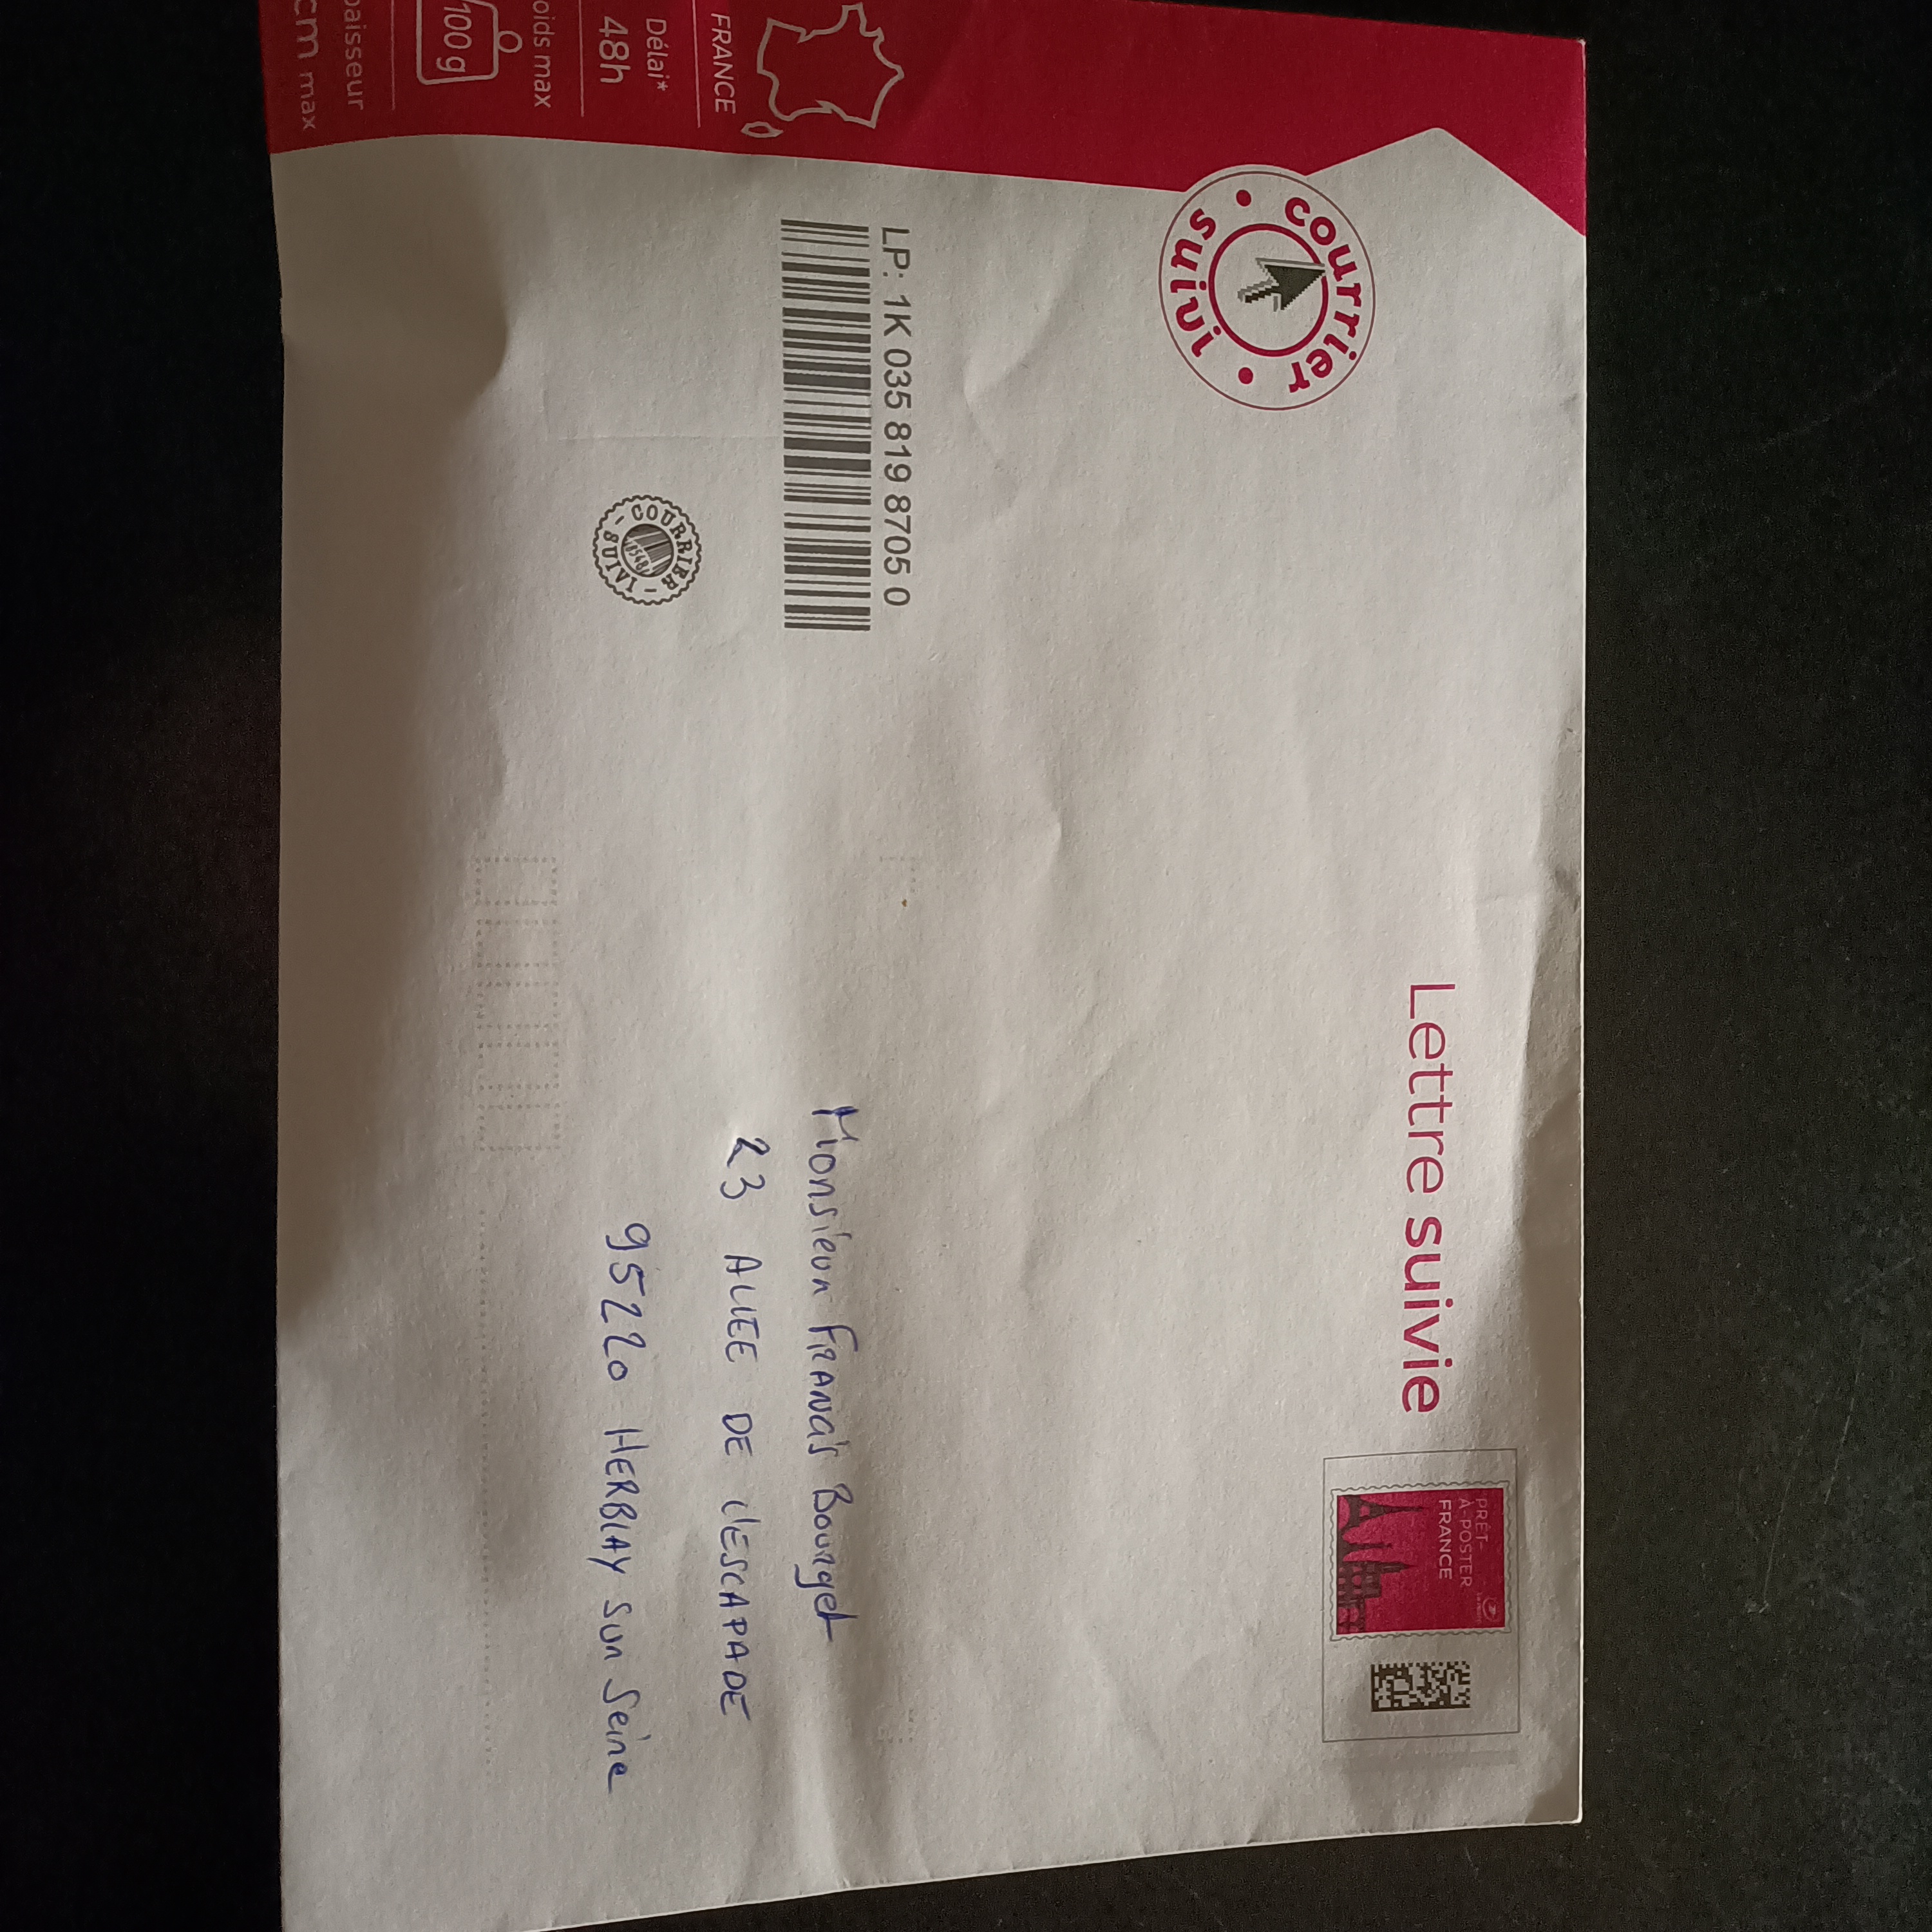 FRANCE
Délai*
48h
oids max
100 g
paisseur
cm max
courrier
suivi
Lettre suivie
PRÊT-
À-POSTER
FRANCE
LP: 1K 035 819 8705 0
COURRIER
SUIVI
Monsieur FRANçois Bourget
23 ALLEE DE L'ESCAPADE
95220 HERBLAY sur Seine